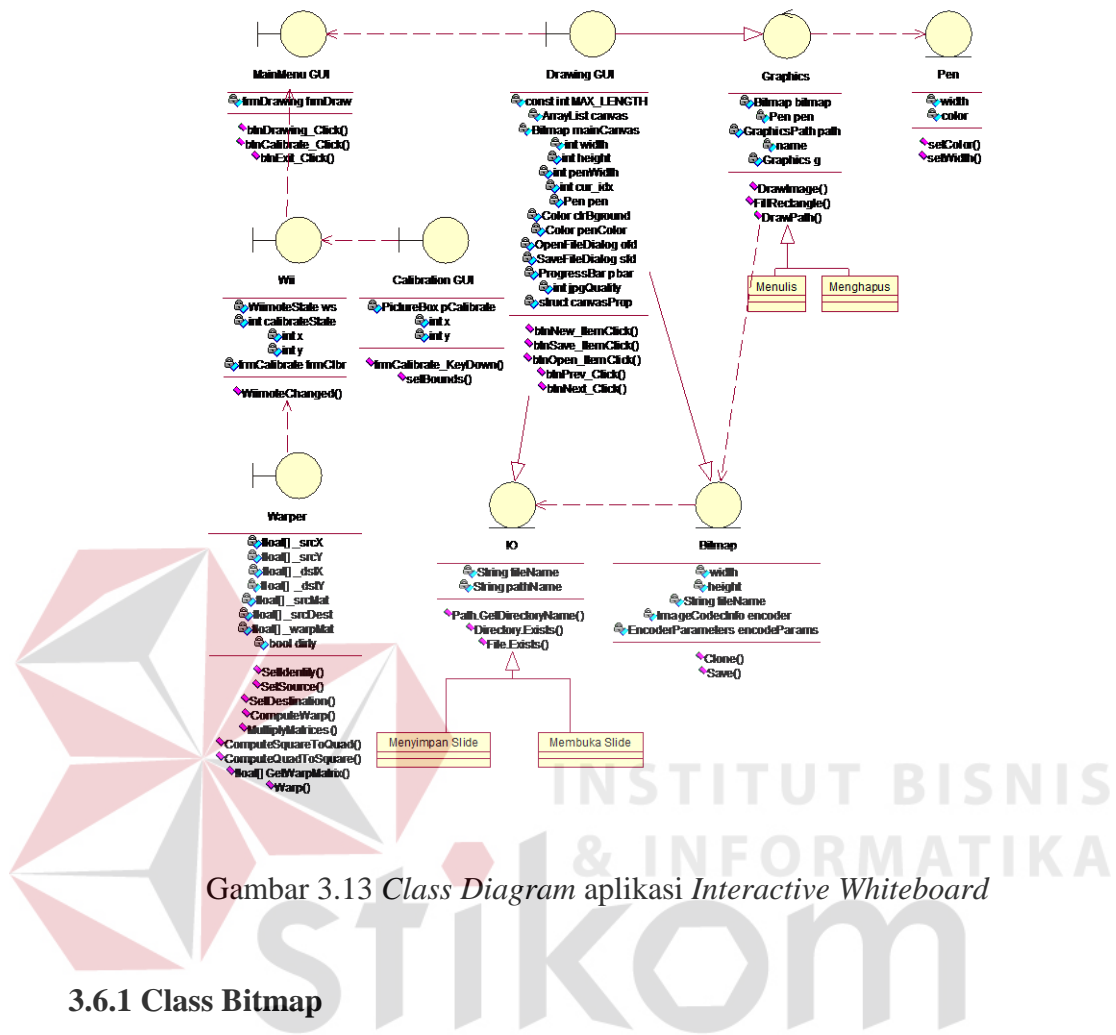 MainMenu GUI
frmDrawing frmDraw
btnDrawing_Click()
btnCalibrate_Click()
btnExit_Click()
Drawing GUI
const int MAX_LENGTH
ArrayList canvas
Bitmap mainCanvas
int width
int height
int penWidth
int cur_idx
Pen pen
Color clrBground
Color penColor
OpenFileDialog ofd
SaveFileDialog sfd
ProgressBar pbar
int jpgQuality
struct canvasProp
btnNew_ItemClick()
btnSave_ItemClick()
btnOpen_ItemClick()
btnPrev_Click()
btnNext_Click()
Graphics
Bitmap bitmap
Pen pen
GraphicsPath path
name
Graphics g
DrawImage()
FillRectangle()
DrawPath()
Pen
width
color
setColor()
setWidth()
Menulis
Menghapus
Wii
WiimoteState ws
int calibrateState
int x
int y
frmCalibrate frmClbr
WiimoteChanged()
Calibration GUI
PictureBox pCalibrate
int x
int y
frmCalibrate_KeyDown()
setBounds()
Warper
float[] _srcX
float[] _srcY
float[] _dstX
float[] _dstY
float[] _srcMat
float[] _srcDest
float[] _warpMat
bool dirty
SetIdentity()
SetSource()
SetDestination()
ComputeWarp()
MultiplyMatrices()
ComputeSquareToQuad()
ComputeQuadToSquare()
float[] GetWarpMatrix()
Warp()
IO
String fileName
String pathName
Path.GetDirectoryName()
Directory.Exists()
File.Exists()
Menyimpan Slide
Membuka Slide
Bitmap
width
height
String fileName
ImageCodecInfo encoder
EncoderParameters encodeParams
Clone()
Save()
INSTITUT BISNIS
& INFORMATIKA
stikom
Gambar 3.13 Class Diagram aplikasi Interactive Whiteboard
3.6.1 Class Bitmap